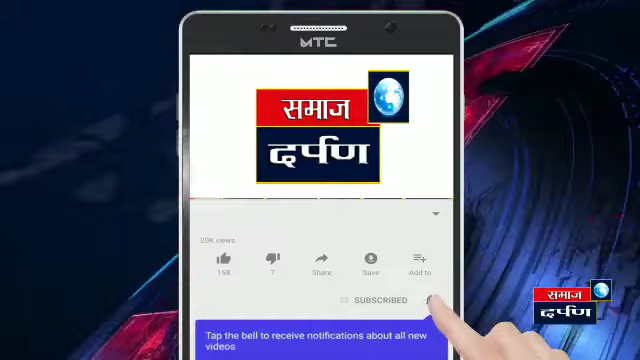 MTC
समाज
दर्पण
20K views
158
7
Share
Save
Add to
SUBSCRIBED
Tap the bell to receive notifications about all new
videos
समाज
दर्पण